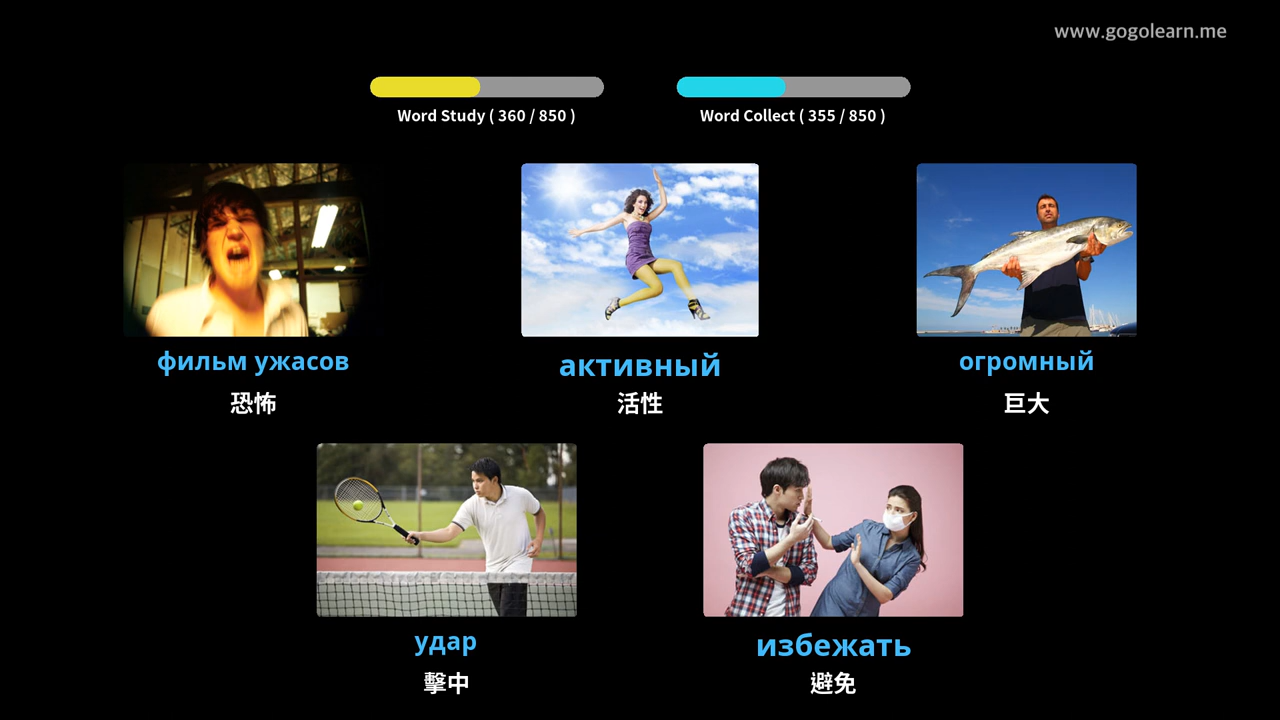 www.gogolearn.me
Word Study ( 360 / 850 )
Word Collect ( 355 / 850 )
фильм ужасов
恐怖
активный
活性
огромный
巨大
удар
擊中
избежать
避免